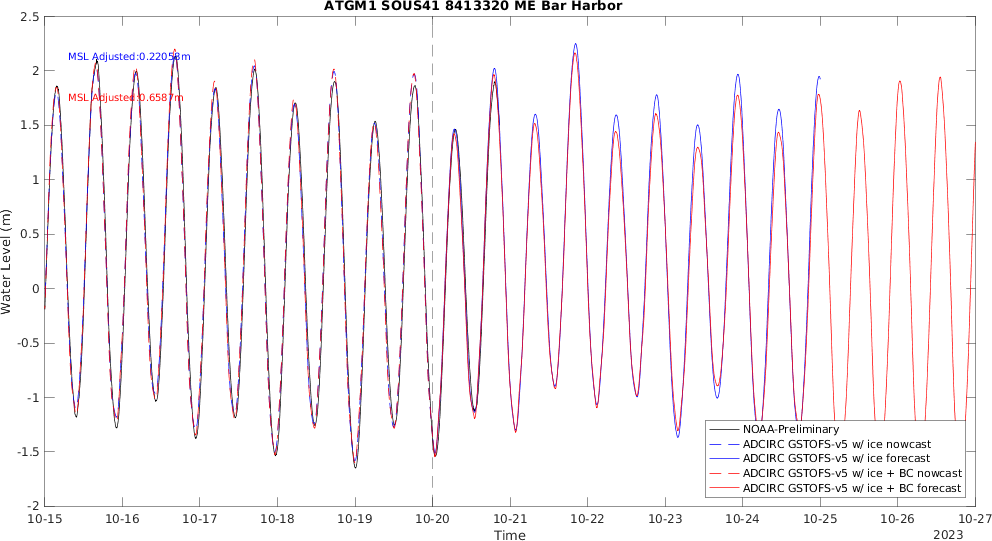 ATGM1 SOUS41 8413320 ME Bar Harbor
2.5
2
1.5
1
0.5
0
-0.5
-1
-1.5
-2
Water Level (m)
MSL Adjusted:0.22053m
MSL Adjusted:0.6587m
NOAA-Preliminary
ADCIRC GSTOFS-v5 w/ ice nowcast
ADCIRC GSTOFS-v5 w/ ice forecast
ADCIRC GSTOFS-v5 w/ ice + BC nowcast
ADCIRC GSTOFS-v5 w/ ice + BC forecast
10-15 10-16 10-17 10-18 10-19 10-20 10-21 10-22 10-23 10-24 10-25 10-26 10-27
Time
2023